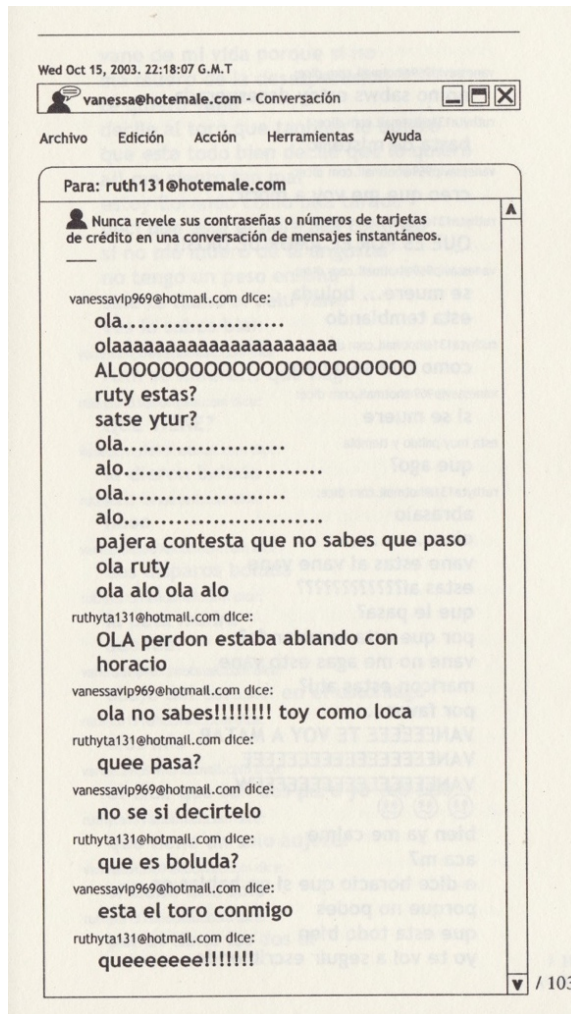 Wed Oct 15, 2003. 22:18:07 G.M.T
vanessa@hotemale.com - Conversación
Archivo Edición Ver Herramientas Ayuda
Para: ruth131@hotemale.com
Nunca revele sus contraseñas o números de tarjetas
de crédito en una conversación de mensajes instantáneos.
vanessavip969@hotmail.com dice:
ola.....................
olaaaaaaaaaaaaaaaaaaaaa
ALOOOOOOOOOOOOOOOOOOOOO
ruty estas?
satse ytur?
ola.....................
alo.........................
ola.....................
alo.........................
pajera contesta que no sabes que paso
ola ruty
ola alo ola alo
ruthyta131@hotmail.com dice:
OLA perdon estaba ablando con
horacio
vanessavip969@hotmail.com dice:
ola no sabes!!!!!!!! toy como loca
ruthyta131@hotmail.com dice:
quee pasa?
vanessavip969@hotmail.com dice:
no se si decirtelo
ruthyta131@hotmail.com dice:
que es boluda?
vanessavip969@hotmail.com dice:
esta el toro conmigo
ruthyta131@hotmail.com dice:
queeeeeee!!!!!!!
/ 103